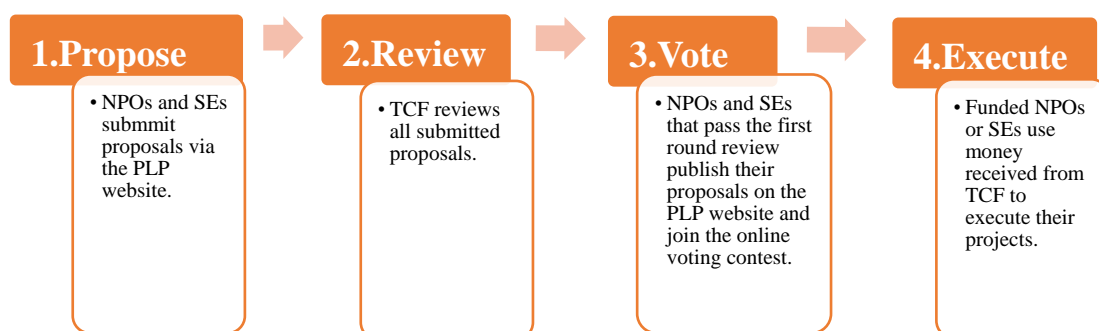 1.Propose
• NPOs and SEs
submmit
proposals via
the PLP
website.
2.Review
• TCF reviews
all submitted
proposals.
3.Vote
• NPOs and SEs
that pass the first
round review
publish their
proposals on the
PLP website and
join the online
voting contest.
4.Execute
• Funded NPOs
or SEs use
money
received from
TCF to
execute their
projects.